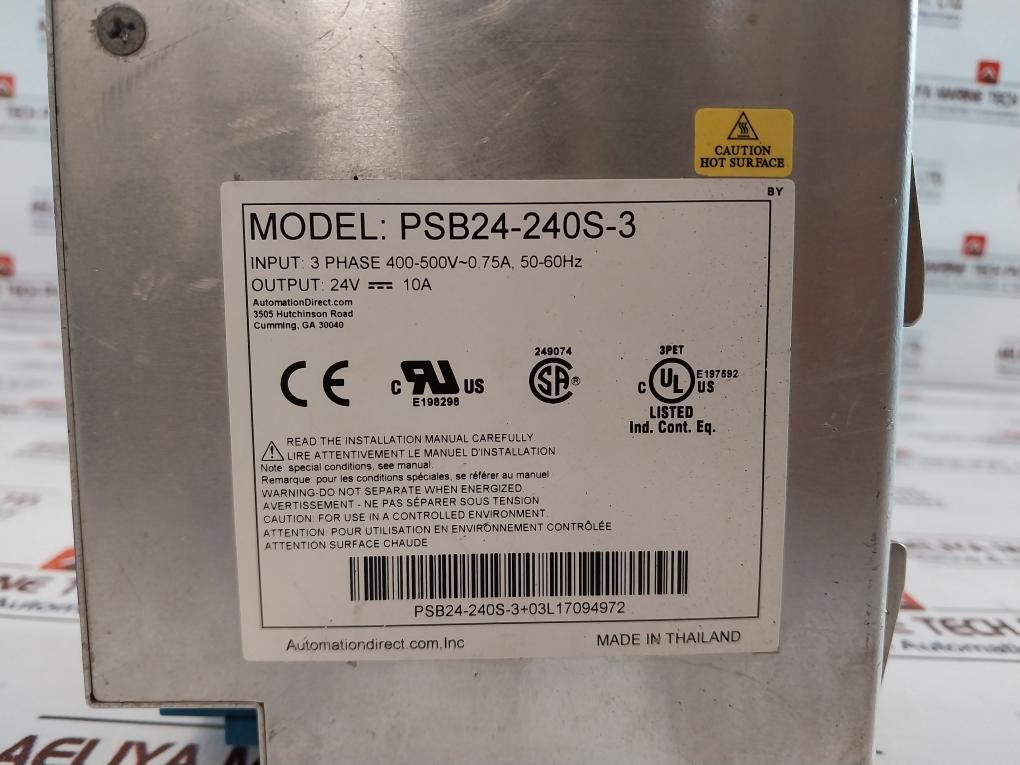 CAUTION
HOT SURFACE
BY
MODEL: PSB24-240S-3
INPUT: 3 PHASE 400-500V~0.75A, 50-60Hz
OUTPUT: 24V ⎓ 10A
AutomationDirect.com
3505 Hutchinson Road
Cumming, GA 30040
CE
C RU US
E198298
249074
SA ®
3PET
C UL US E197592
LISTED
Ind. Cont. Eq.
READ THE INSTALLATION MANUAL CAREFULLY
LIRE ATTENTIVEMENT LE MANUEL D'INSTALLATION
Note: special conditions, see manual.
Remarque: pour les conditions spéciales, se référer au manuel
WARNING-DO NOT SEPARATE WHEN ENERGIZED
AVERTISSEMENT - NE PAS SÉPARER SOUS TENSION
CAUTION: FOR USE IN A CONTROLLED ENVIRONMENT.
ATTENTION: POUR UTILISATION EN ENVIRONNEMENT CONTRÔLÉE
ATTENTION SURFACE CHAUDE
PSB24-240S-3+03L17094972
Automationdirect.com,Inc
MADE IN THAILAND
AELIYA M